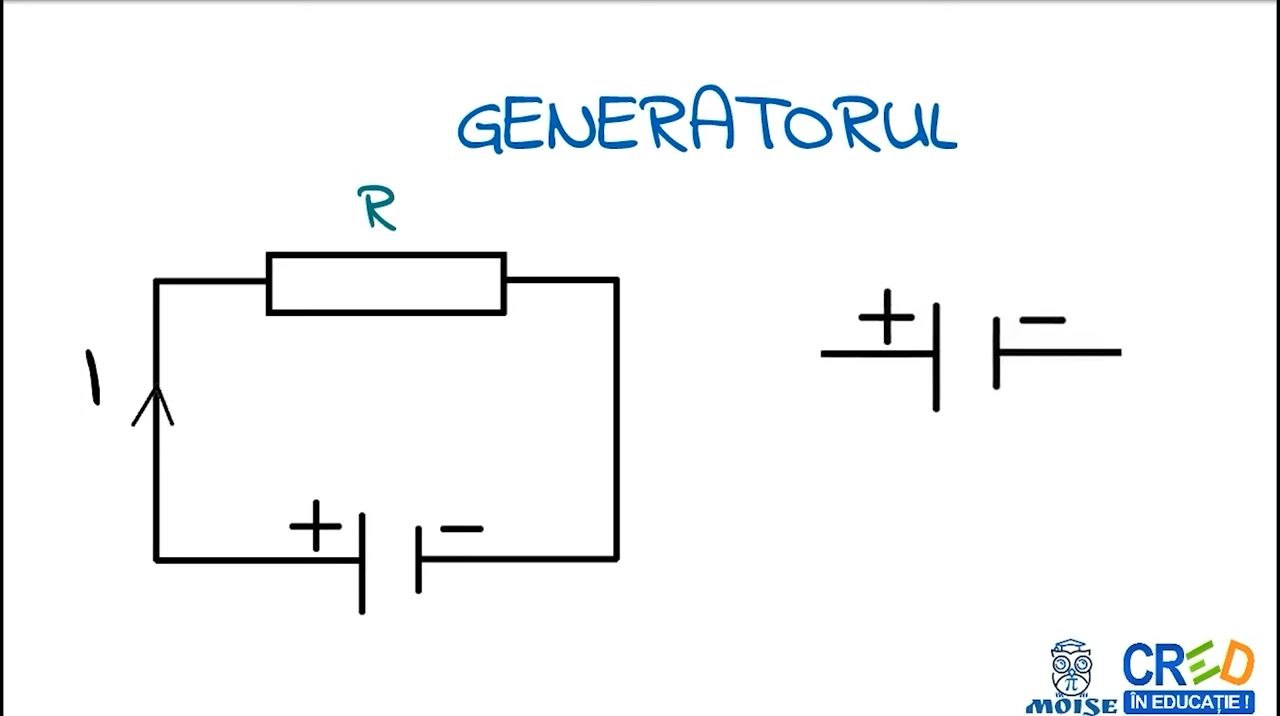 GENERATORUL
R
I
+ −
+ −
MOISE
CRED
ÎN EDUCAȚIE !
π